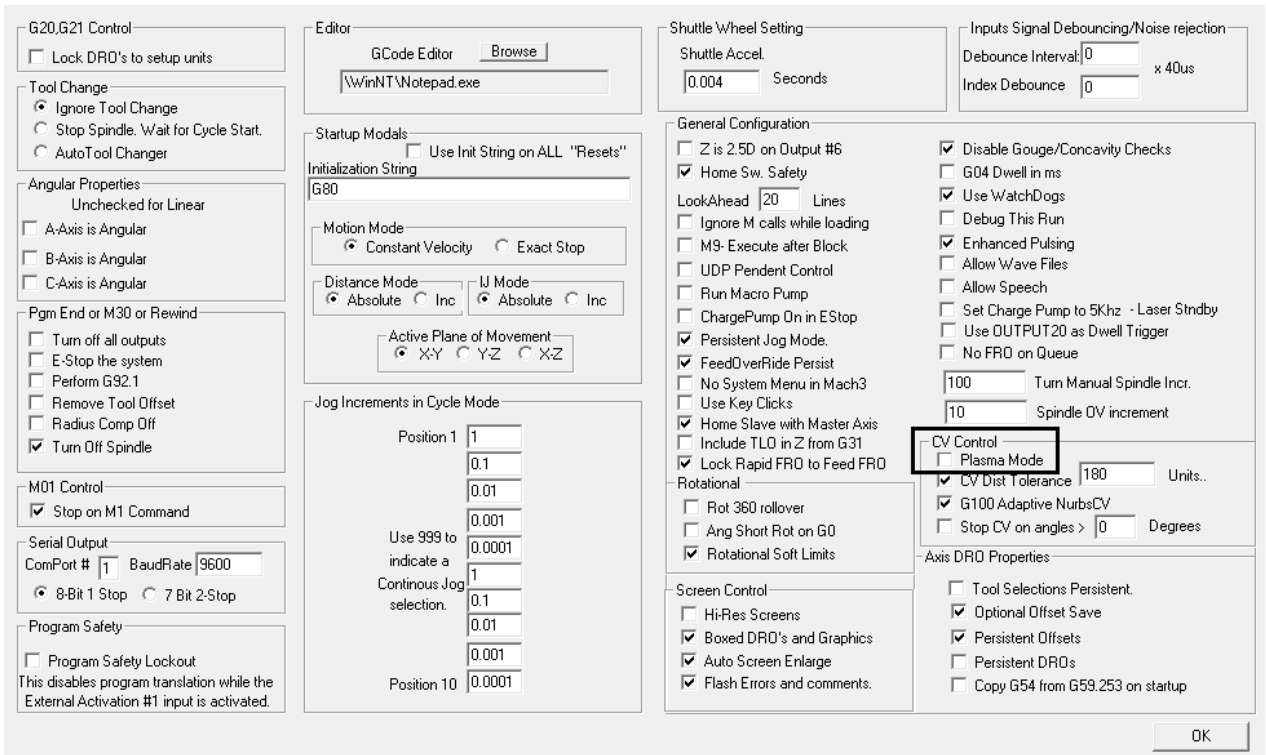 G20,G21 Control
Lock DRO's to setup units
Tool Change
Ignore Tool Change
Stop Spindle. Wait for Cycle Start.
AutoTool Changer
Angular Properties
Unchecked for Linear
A-Axis is Angular
B-Axis is Angular
C-Axis is Angular
Pgm End or M30 or Rewind
Turn off all outputs
E-Stop the system
Perform G92.1
Remove Tool Offset
Radius Comp Off
Turn Off Spindle
M01 Control
Stop on M1 Command
Serial Output
ComPort # 1 BaudRate 9600
8-Bit 1 Stop 7 Bit 2-Stop
Program Safety
Program Safety Lockout
This disables program translation while the
External Activation #1 input is activated.
Editor
GCode Editor Browse
\WinNT\Notepad.exe
Startup Modals
Use Init String on ALL "Resets"
Initialization String
G80
Motion Mode
Constant Velocity Exact Stop
Distance Mode
Absolute Inc
IJ Mode
Absolute Inc
Active Plane of Movement
X-Y Y-Z X-Z
Jog Increments in Cycle Mode
Position 1 1
0.1
0.01
0.001
Use 999 to
indicate a
Continous Jog
selection.
0.0001
1
0.1
0.01
0.001
Position 10 0.0001
Shuttle Wheel Setting
Shuttle Accel.
0.004 Seconds
Inputs Signal Debouncing/Noise rejection
Debounce Interval: 0
x 40us
Index Debounce 0
General Configuration
Z is 2.5D on Output #6
Home Sw. Safety
LookAhead 20 Lines
Ignore M calls while loading
M9- Execute after Block
UDP Pendent Control
Run Macro Pump
ChargePump On in EStop
Persistent Jog Mode.
FeedOverRide Persist
No System Menu in Mach3
Use Key Clicks
Home Slave with Master Axis
Include TLO in Z from G31
Lock Rapid FRO to Feed FRO
Disable Gouge/Concavity Checks
G04 Dwell in ms
Use WatchDogs
Debug This Run
Enhanced Pulsing
Allow Wave Files
Allow Speech
Set Charge Pump to 5Khz - Laser Stndby
Use OUTPUT20 as Dwell Trigger
No FRO on Queue
100 Turn Manual Spindle Incr.
10 Spindle OV increment
CV Control
Plasma Mode
CV Dist Tolerance 180 Units..
G100 Adaptive NurbsCV
Stop CV on angles > 0 Degrees
Rotational
Rot 360 rollover
Ang Short Rot on G0
Rotational Soft Limits
Screen Control
Hi-Res Screens
Boxed DRO's and Graphics
Auto Screen Enlarge
Flash Errors and comments.
Axis DRO Properties
Tool Selections Persistent.
Optional Offset Save
Persistent Offsets
Persistent DROs
Copy G54 from G59.253 on startup
OK